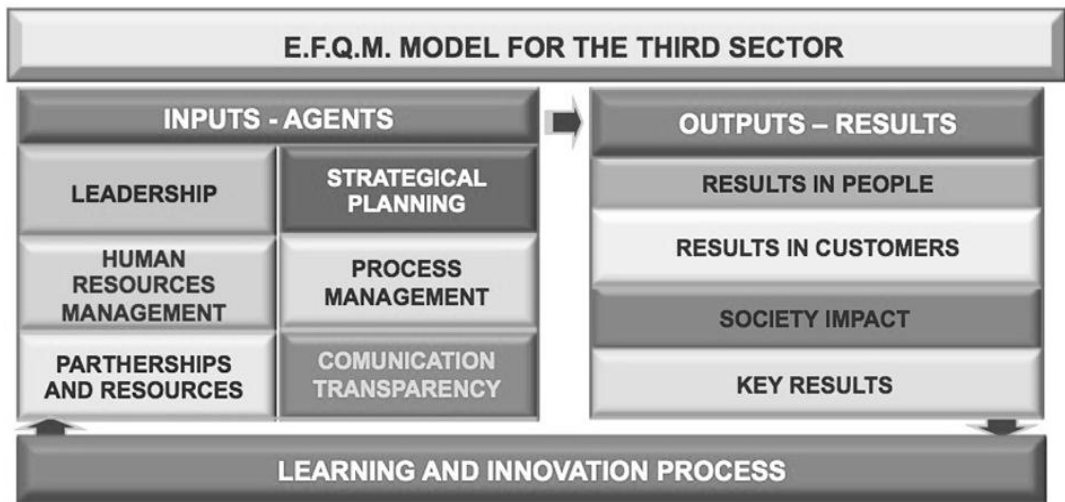 E.F.Q.M. MODEL FOR THE THIRD SECTOR
INPUTS - AGENTS
LEADERSHIP
STRATEGICAL
PLANNING
HUMAN
RESOURCES
MANAGEMENT
PROCESS
MANAGEMENT
PARTHERSHIPS
AND RESOURCES
COMUNICATION
TRANSPARENCY
OUTPUTS – RESULTS
RESULTS IN PEOPLE
RESULTS IN CUSTOMERS
SOCIETY IMPACT
KEY RESULTS
LEARNING AND INNOVATION PROCESS